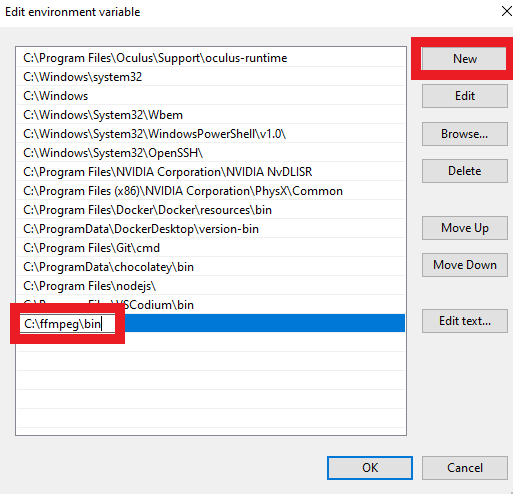 Edit environment variable
C:\Program Files\Oculus\Support\oculus-runtime
C:\Windows\system32
C:\Windows
C:\Windows\System32\Wbem
C:\Windows\System32\WindowsPowerShell\v1.0\
C:\Windows\System32\OpenSSH\
C:\Program Files\NVIDIA Corporation\NVIDIA NvDLISR
C:\Program Files (x86)\NVIDIA Corporation\PhysX\Common
C:\Program Files\Docker\Docker\resources\bin
C:\ProgramData\DockerDesktop\version-bin
C:\Program Files\Git\cmd
C:\ProgramData\chocolatey\bin
C:\Program Files\nodejs\
C:\Program Files\VSCodium\bin
C:\ffmpeg\bin
New
Edit
Browse...
Delete
Move Up
Move Down
Edit text...
OK
Cancel